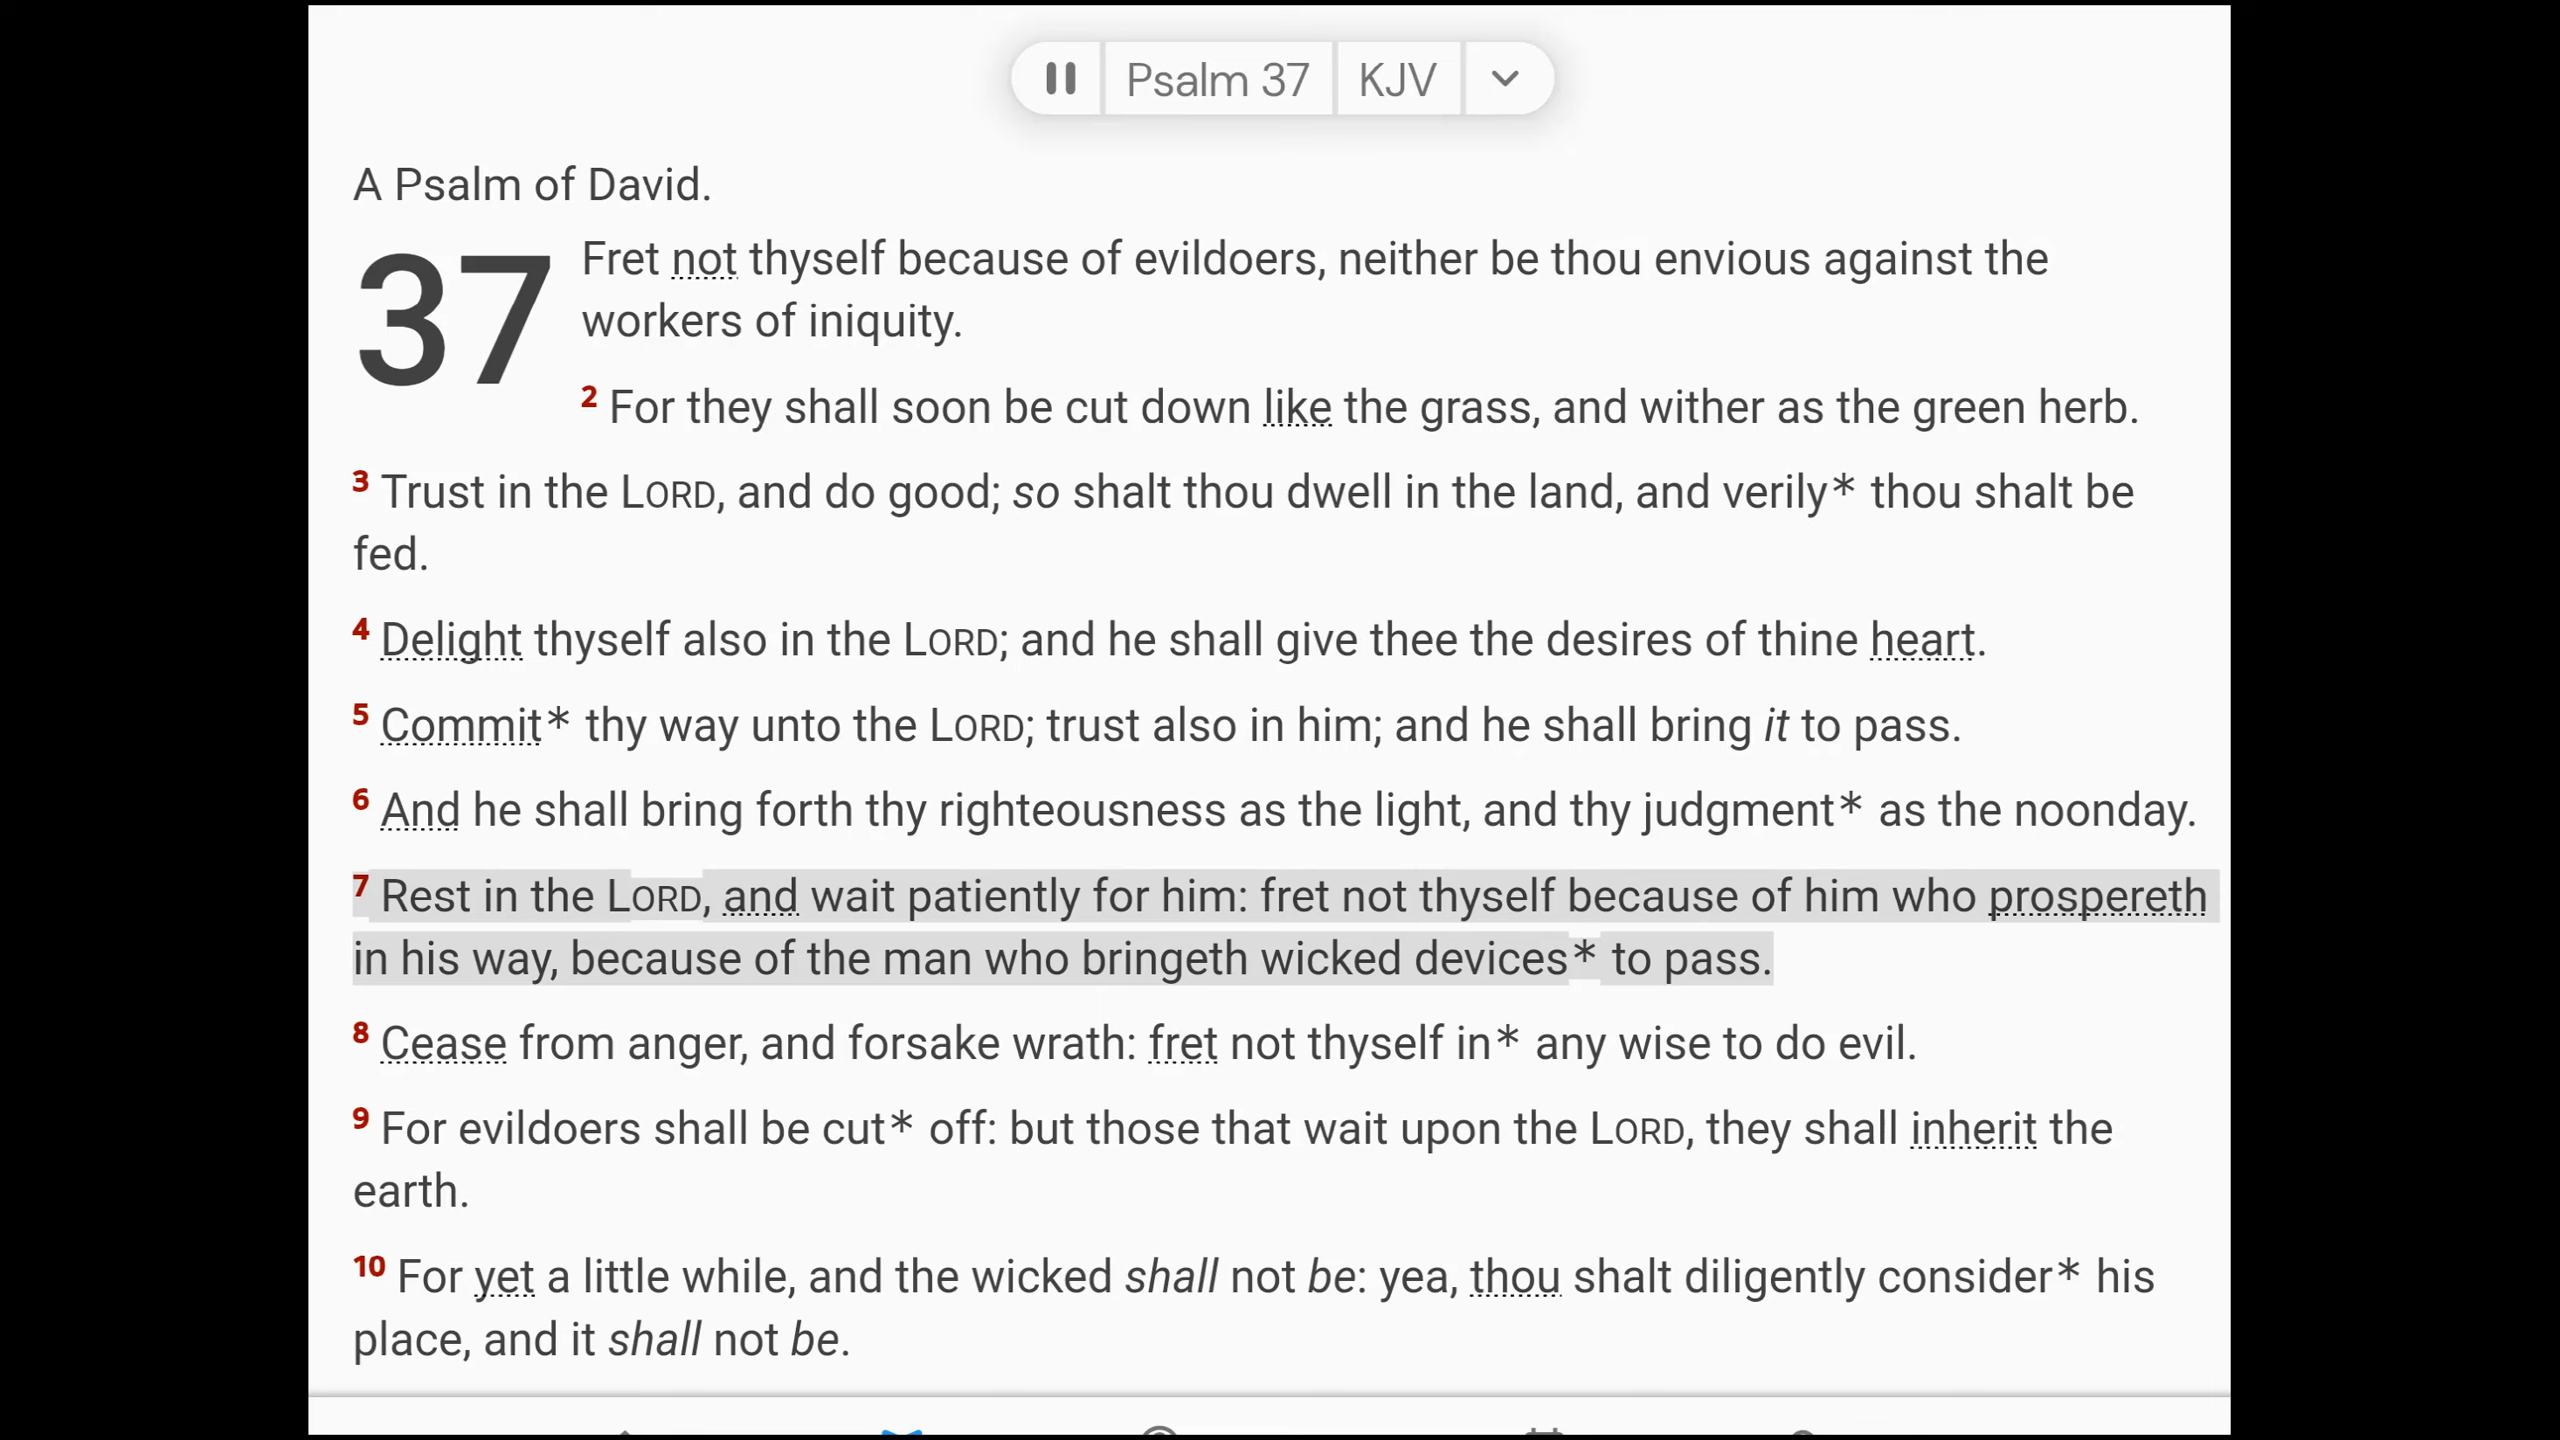 Psalm 37 KJV
A Psalm of David.
37 Fret not thyself because of evildoers, neither be thou envious against the
workers of iniquity.
2 For they shall soon be cut down like the grass, and wither as the green herb.
3 Trust in the LORD, and do good; so shalt thou dwell in the land, and verily* thou shalt be
fed.
4 Delight thyself also in the LORD; and he shall give thee the desires of thine heart.
5 Commit* thy way unto the LORD; trust also in him; and he shall bring it to pass.
6 And he shall bring forth thy righteousness as the light, and thy judgment* as the noonday.
7 Rest in the LORD, and wait patiently for him: fret not thyself because of him who prospereth
in his way, because of the man who bringeth wicked devices* to pass.
8 Cease from anger, and forsake wrath: fret not thyself in* any wise to do evil.
9 For evildoers shall be cut* off: but those that wait upon the LORD, they shall inherit the
earth.
10 For yet a little while, and the wicked shall not be: yea, thou shalt diligently consider* his
place, and it shall not be.